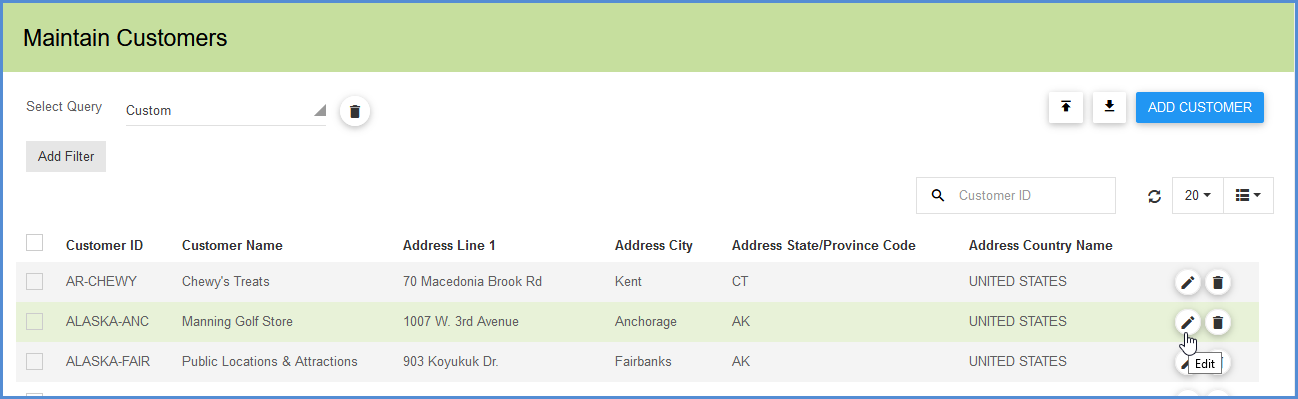 Maintain Customers
Select Query Custom ADD CUSTOMER
Add Filter
Customer ID 20
Customer ID Customer Name Address Line 1 Address City Address State/Province Code Address Country Name
AR-CHEWY Chewy's Treats 70 Macedonia Brook Rd Kent CT UNITED STATES
ALASKA-ANC Manning Golf Store 1007 W. 3rd Avenue Anchorage AK UNITED STATES
ALASKA-FAIR Public Locations & Attractions 903 Koyukuk Dr. Fairbanks AK UNITED STATES
Edit